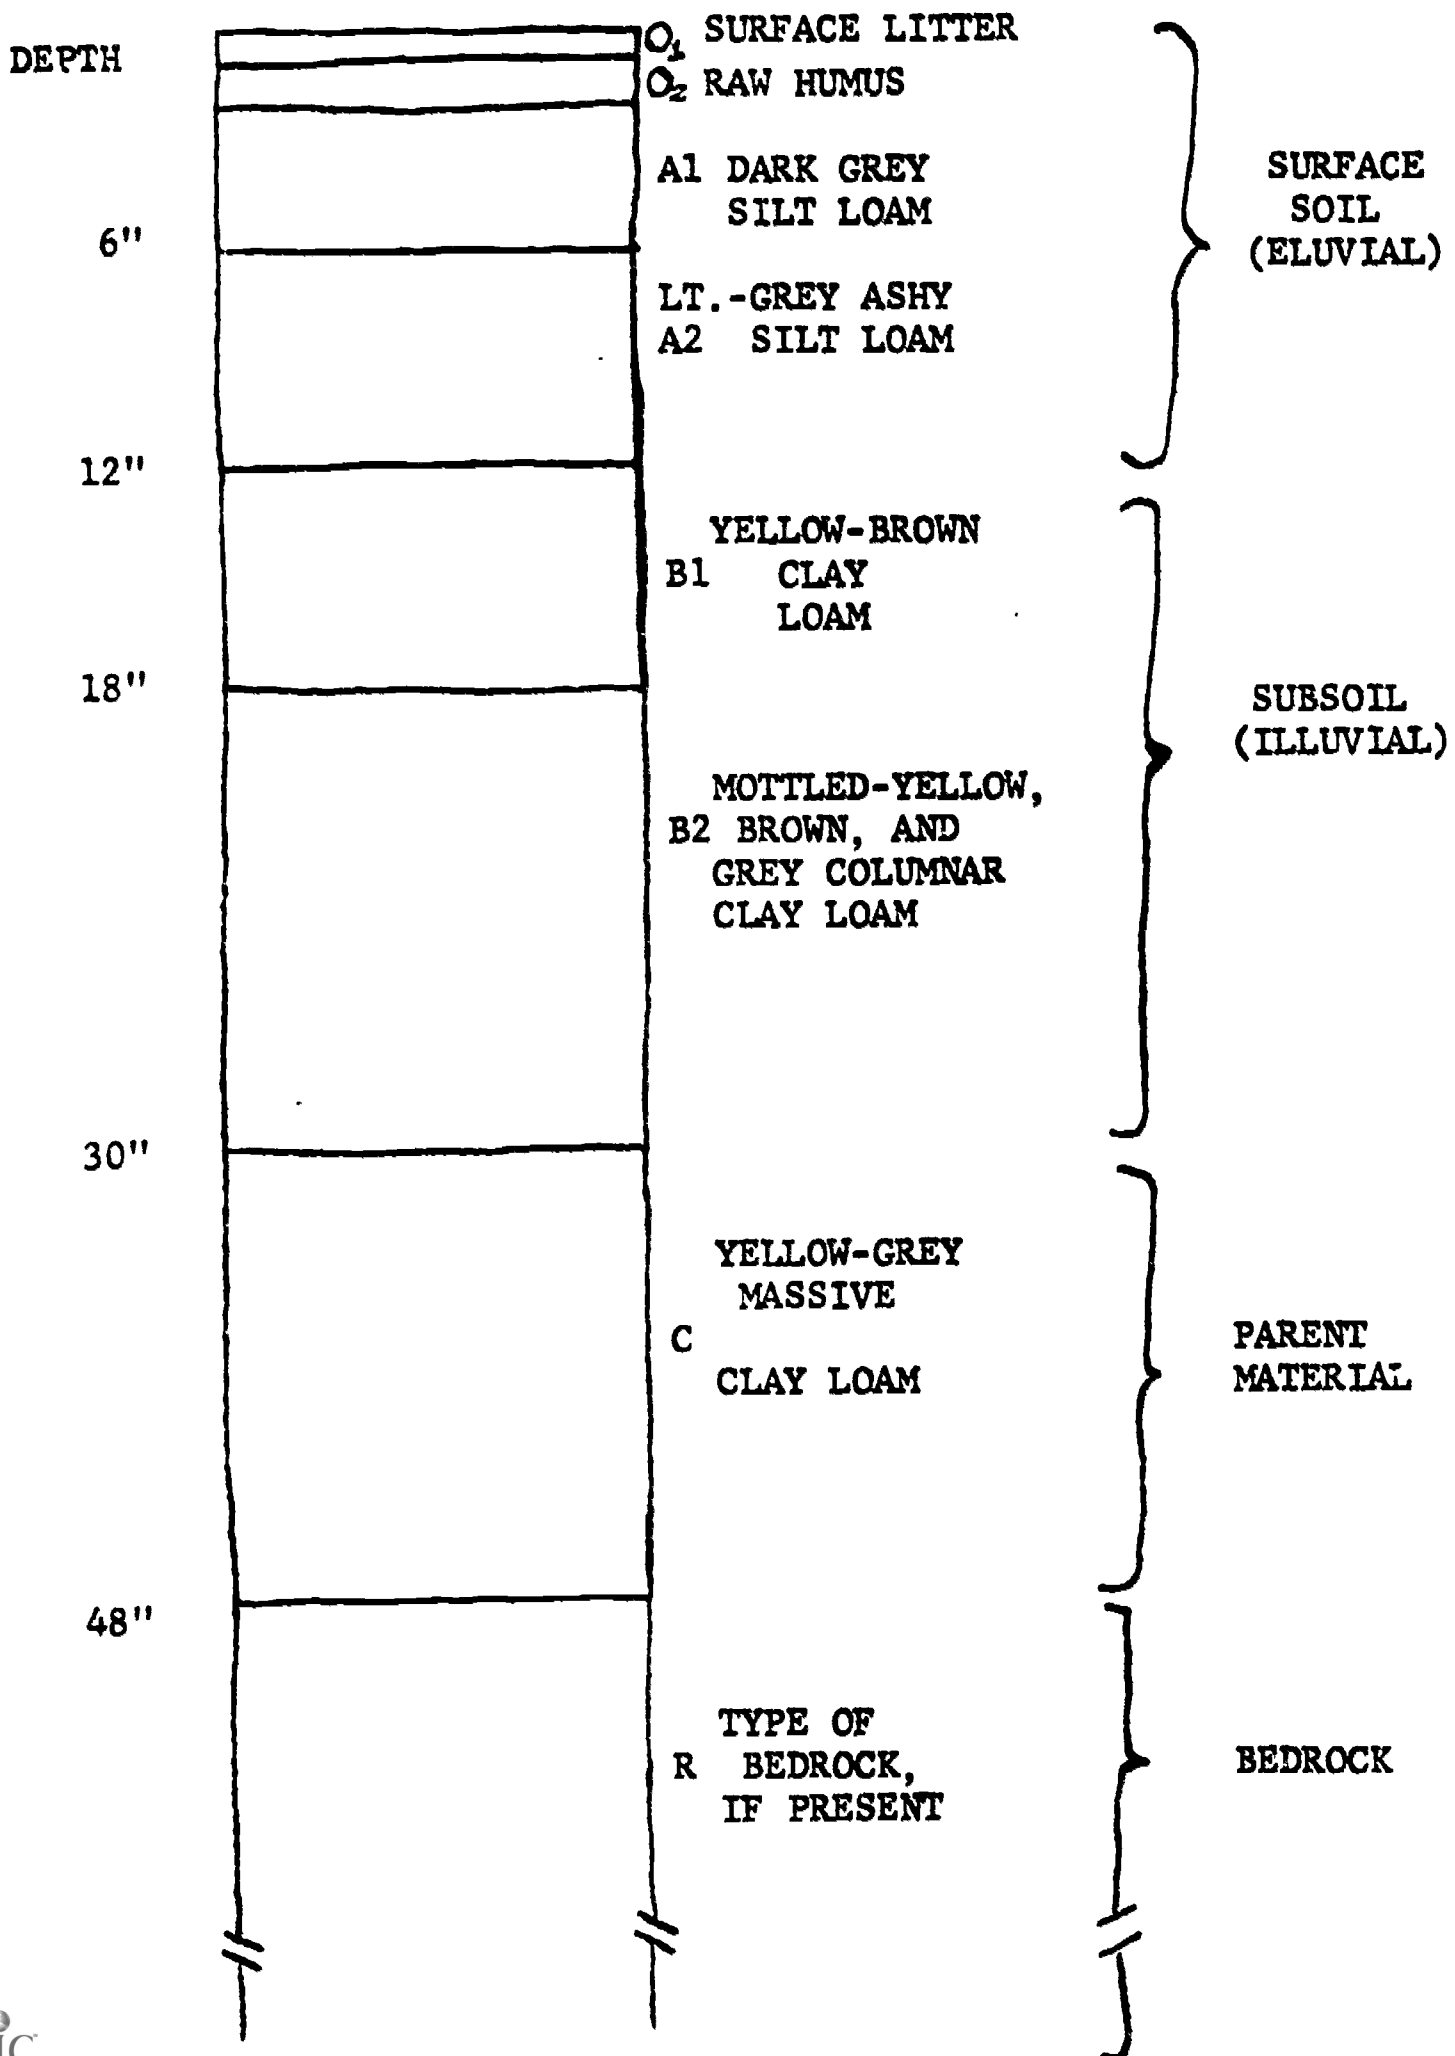 DEPTH
O1 SURFACE LITTER
O2 RAW HUMUS
A1 DARK GREY
SILT LOAM
6"
LT.-GREY ASHY
A2 SILT LOAM
SURFACE
SOIL
(ELUVIAL)
12"
YELLOW-BROWN
B1 CLAY
LOAM
18"
MOTTLED-YELLOW,
B2 BROWN, AND
GREY COLUMNAR
CLAY LOAM
SUBSOIL
(ILLUVIAL)
30"
YELLOW-GREY
MASSIVE
C
CLAY LOAM
PARENT
MATERIAL
48"
TYPE OF
R BEDROCK,
IF PRESENT
BEDROCK